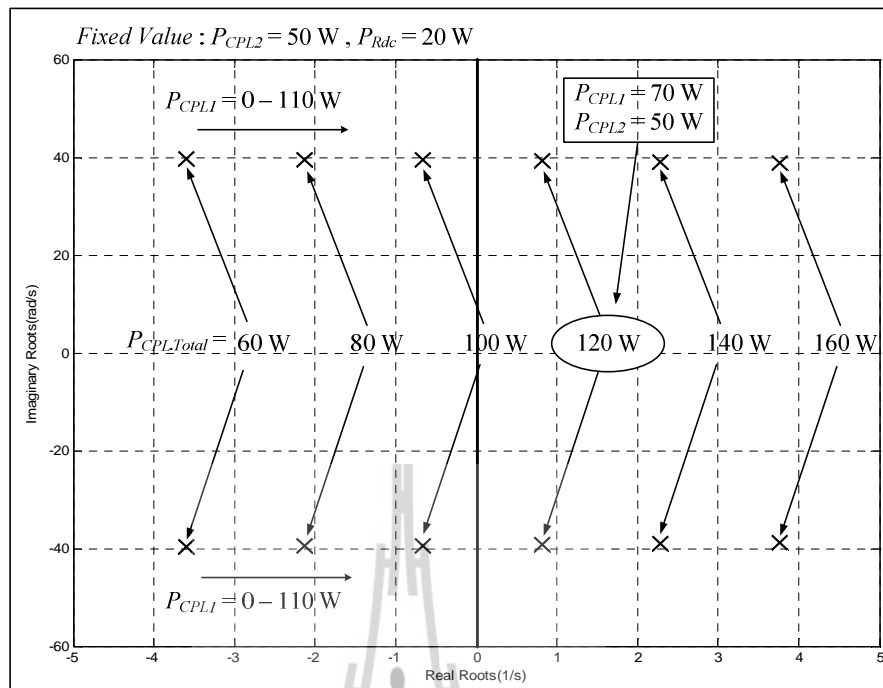 Fixed Value : P_CPL2 = 50 W , P_Rdc = 20 W
60
P_CPL1 = 0 – 110 W
P_CPL1 = 70 W
P_CPL2 = 50 W
40
20
P_CPL.Total = 60 W 80 W 100 W 120 W 140 W 160 W
0
Imaginary Roots(rad/s)
-20
-40
P_CPL1 = 0 – 110 W
-60
-5 -4 -3 -2 -1 0 1 2 3 4 5
Real Roots(1/s)